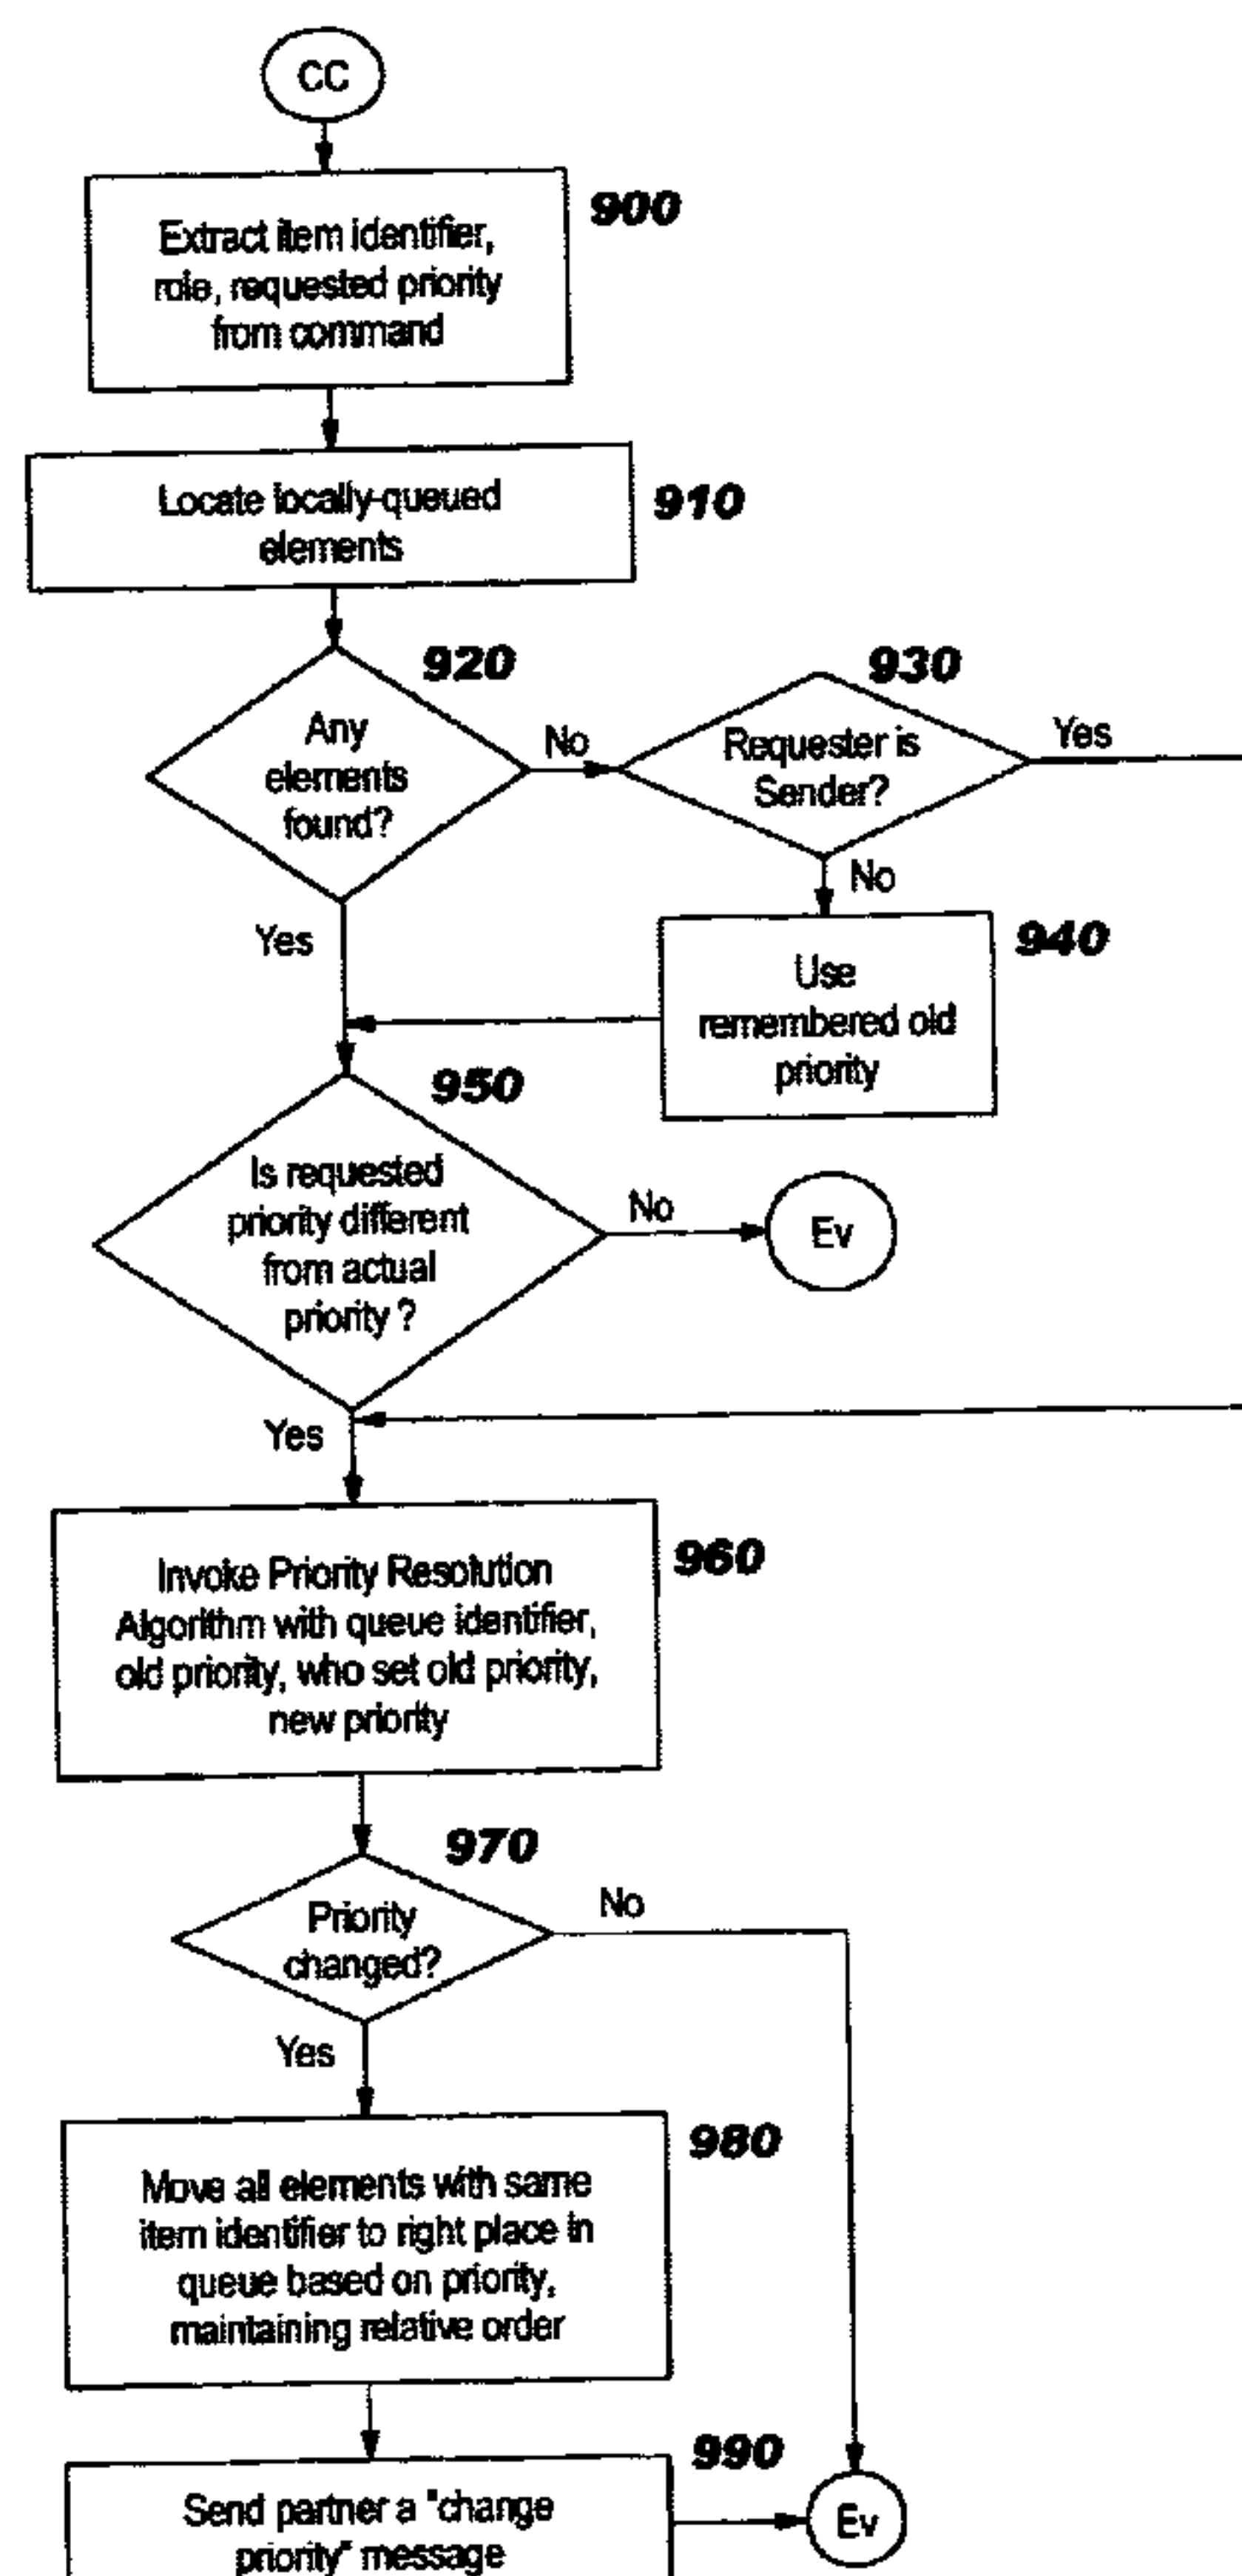 CC
900
Extract item identifier,
role, requested priority
from command
910
Locate locally-queued
elements
920
Any
elements
found?
No
930
Requester is
Sender?
Yes
No
Yes
940
Use
remembered old
priority
950
Is requested
priority different
from actual
priority ?
No
Ev
Yes
960
Invoke Priority Resolution
Algorithm with queue identifier,
old priority, who set old priority,
new priority
970
Priority
changed?
No
Yes
980
Move all elements with same
item identifier to right place in
queue based on priority,
maintaining relative order
990
Send partner a "change
priority" message
Ev